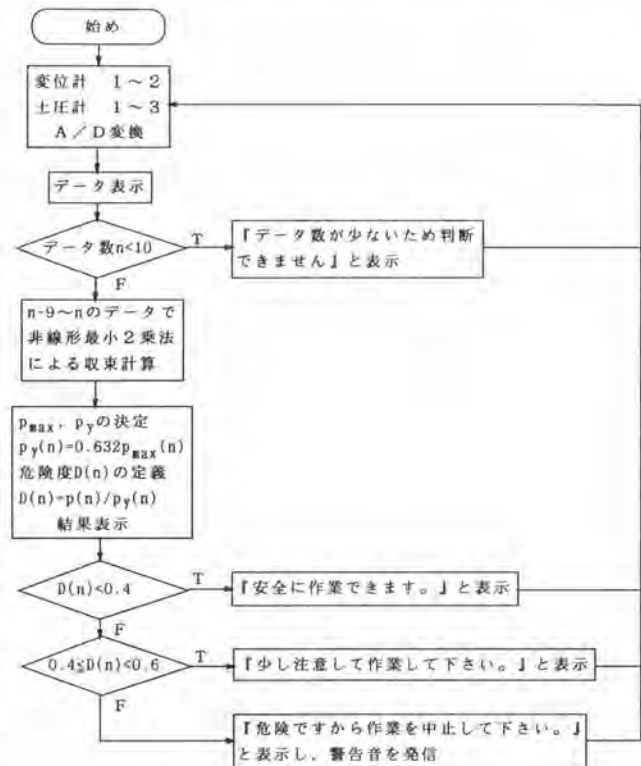 始め
変位計 1～2
土圧計 1～3
A／D変換
データ表示
データ数n<10
T
『データ数が少ないため判断
できません』と表示
F
n-9～nのデータで
非線形最小2乗法
による収束計算
pmax, pyの決定
py(n)=0.632pmax(n)
危険度D(n)の定義
D(n)=p(n)/py(n)
結果表示
D(n)<0.4
T
『安全に作業できます。』と表示
F
0.4≦D(n)<0.6
T
『少し注意して作業して下さい。』と表示
F
『危険ですから作業を中止して下さい。』
と表示し、警告音を発信